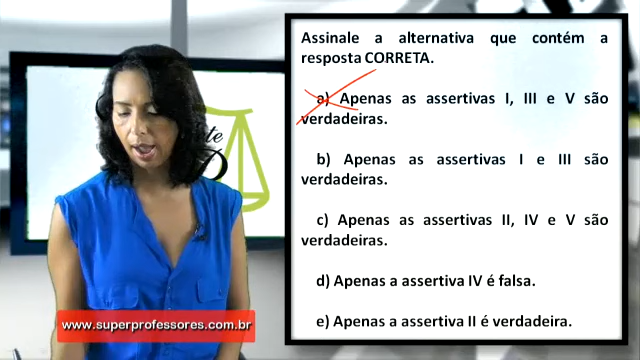 Assinale a alternativa que contém a
resposta CORRETA.
a) Apenas as assertivas I, III e V são
verdadeiras.
b) Apenas as assertivas I e III são
verdadeiras.
c) Apenas as assertivas II, IV e V são
verdadeiras.
d) Apenas a assertiva IV é falsa.
e) Apenas a assertiva II é verdadeira.
www.superprofessores.com.br